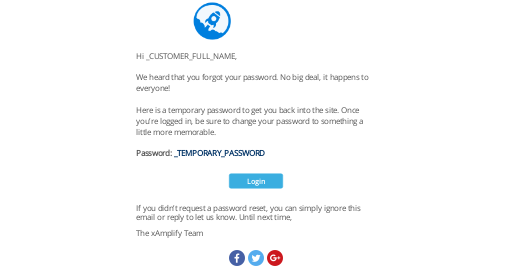 Hi _CUSTOMER_FULL_NAME,
We heard that you forgot your password. No big deal, it happens to
everyone!
Here is a temporary password to get you back into the site. Once
you're logged in, be sure to change your password to something a
little more memorable.
Password: _TEMPORARY_PASSWORD
Login
If you didn't request a password reset, you can simply ignore this
email or reply to let us know. Until next time,
The xAmplify Team